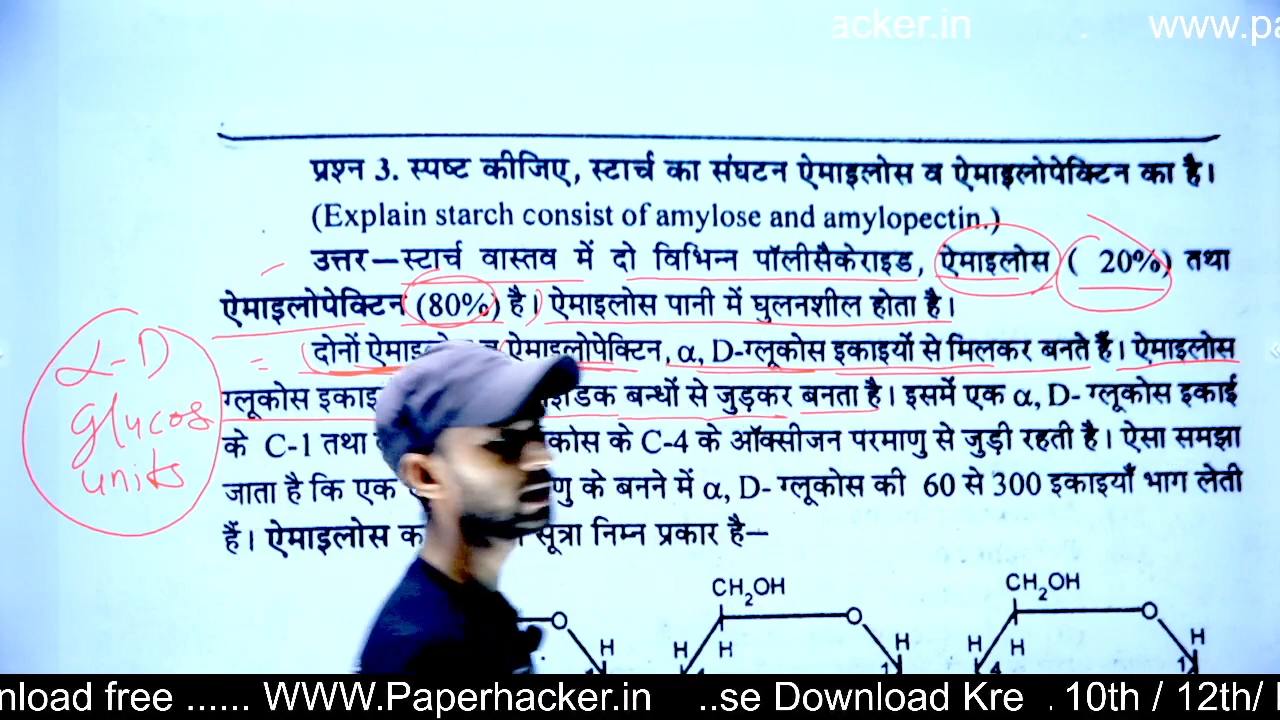 acker.in . www.pa
प्रश्न 3. स्पष्ट कीजिए, स्टार्च का संघटन ऐमाइलोस व ऐमाइलोपेक्टिन का है।
(Explain starch consist of amylose and amylopectin.)
उत्तर—स्टार्च वास्तव में दो विभिन्न पॉलीसैकेराइड, ऐमाइलोस ( 20%) तथा
ऐमाइलोपेक्टिन (80%) है। ऐमाइलोस पानी में घुलनशील होता है।
दोनों व ऐमाइलोपेक्टिन, α, D-ग्लूकोस इकाइयों से मिलकर बनते हैं। ऐमाइलोस
ग्लूकोस बन्धों से जुड़कर बनता है। इसमें एक α, D- ग्लूकोस इकाई
के C-1 तथा के C-4 के ऑक्सीजन परमाणु से जुड़ी रहती है। ऐसा समझा
जाता है कि एक के बनने में α, D- ग्लूकोस की 60 से 300 इकाइयाँ भाग लेती
हैं। ऐमाइलोस सूत्रा निम्न प्रकार है—
α-D
glucos
units
CH2OH CH2OH
O O O
H H H H H H H
4 1 4 1
nload free ...... WWW.Paperhacker.in ..se Download Kre . 10th / 12th/